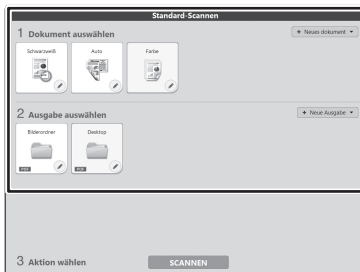 Standard-Scannen
1 Dokument auswählen
+ Neues dokument
Schwarzweiß
Auto
Farbe
2 Ausgabe auswählen
+ Neue Ausgabe
Bilderordner
Desktop
PDF
PDF
3 Aktion wählen
SCANNEN